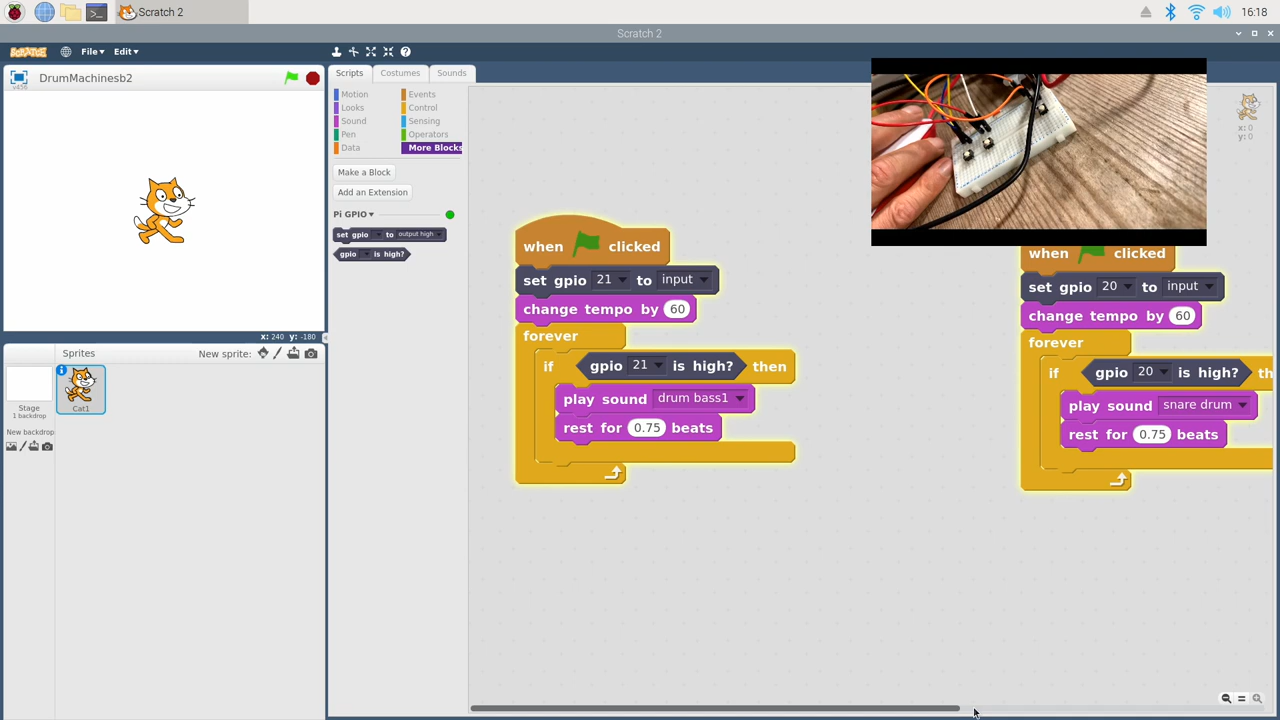 Scratch 2
16:18
Scratch 2
SCRATCH
File
Edit
v456
DrumMachinesb2
x: 240 y: -180
Sprites
New sprite:
Stage
1 backdrop
New backdrop
Cat1
Scripts
Costumes
Sounds
Motion
Looks
Sound
Pen
Data
Events
Control
Sensing
Operators
More Blocks
Make a Block
Add an Extension
Pi GPIO
set gpio to output high
gpio is high?
when clicked
set gpio 21 to input
change tempo by 60
forever
if gpio 21 is high? then
play sound drum bass1
rest for 0.75 beats
x: 0
y: 0
when clicked
set gpio 20 to input
change tempo by 60
forever
if gpio 20 is high? th
play sound snare drum
rest for 0.75 beats